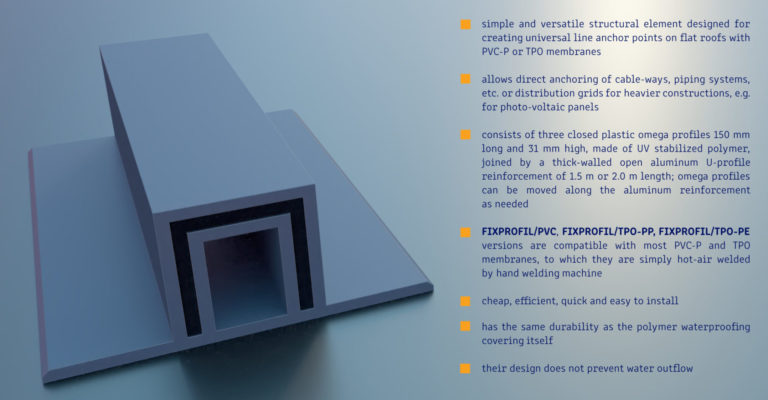 simple and versatile structural element designed for
creating universal line anchor points on flat roofs with
PVC-P or TPO membranes
allows direct anchoring of cable-ways, piping systems,
etc. or distribution grids for heavier constructions, e.g.
for photo-voltaic panels
consists of three closed plastic omega profiles 150 mm
long and 31 mm high, made of UV stabilized polymer,
joined by a thick-walled open aluminum U-profile
reinforcement of 1.5 m or 2.0 m length; omega profiles
can be moved along the aluminum reinforcement
as needed
FIXPROFIL/PVC, FIXPROFIL/TPO-PP, FIXPROFIL/TPO-PE
versions are compatible with most PVC-P and TPO
membranes, to which they are simply hot-air welded
by hand welding machine
cheap, efficient, quick and easy to install
has the same durability as the polymer waterproofing
covering itself
their design does not prevent water outflow